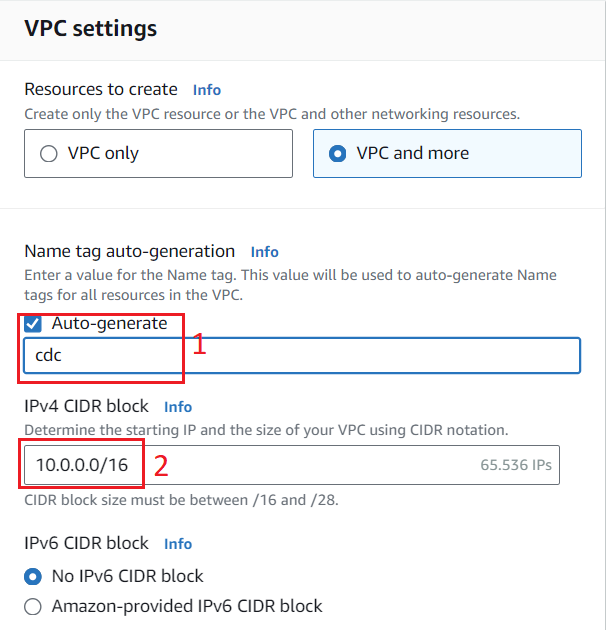 VPC settings
Resources to create Info
Create only the VPC resource or the VPC and other networking resources.
VPC only VPC and more
Name tag auto-generation Info
Enter a value for the Name tag. This value will be used to auto-generate Name
tags for all resources in the VPC.
Auto-generate
1
cdc
IPv4 CIDR block Info
Determine the starting IP and the size of your VPC using CIDR notation.
10.0.0.0/16 2 65.536 IPs
CIDR block size must be between /16 and /28.
IPv6 CIDR block Info
No IPv6 CIDR block
Amazon-provided IPv6 CIDR block